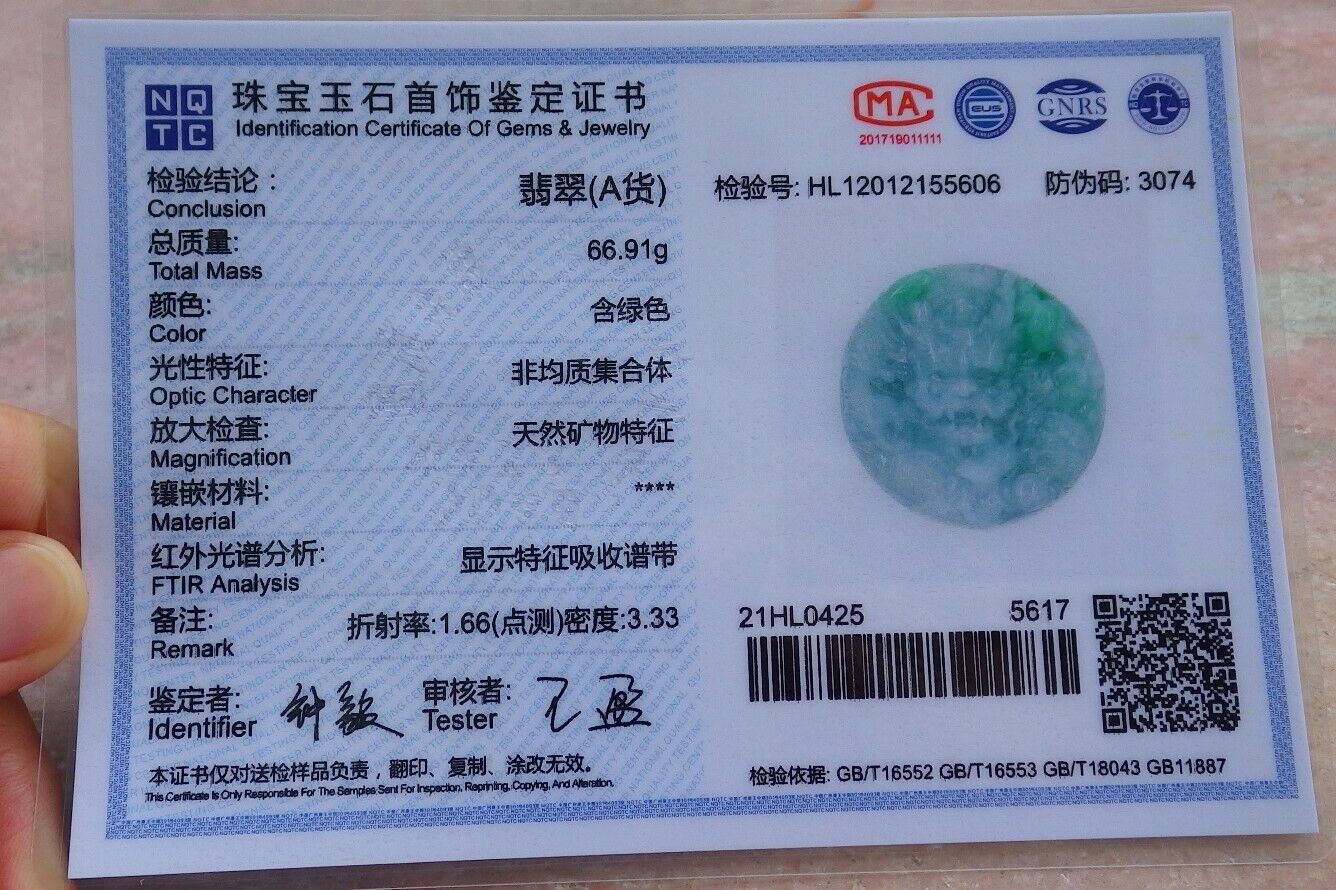 NQTC
珠宝玉石首饰鉴定证书
Identification Certificate Of Gems & Jewelry
MA
201719011111
EUS
GNRS
检验结论： 翡翠(A货)
Conclusion
总质量: 66.91g
Total Mass
颜色: 含绿色
Color
光性特征: 非均质集合体
Optic Character
放大检查: 天然矿物特征
Magnification
镶嵌材料: ****
Material
红外光谱分析: 显示特征吸收谱带
FTIR Analysis
备注: 折射率:1.66(点测)密度:3.33
Remark
鉴定者:
Identifier
审核者:
Tester
本证书仅对送检样品负责，翻印、复制、涂改无效。
This Certificate Is Only Responsible For The Samples Sent For Inspection, Reprinting, Copying, And Alteration.
检验号: HL12012155606 防伪码: 3074
21HL0425 5617
检验依据: GB/T16552 GB/T16553 GB/T18043 GB11887